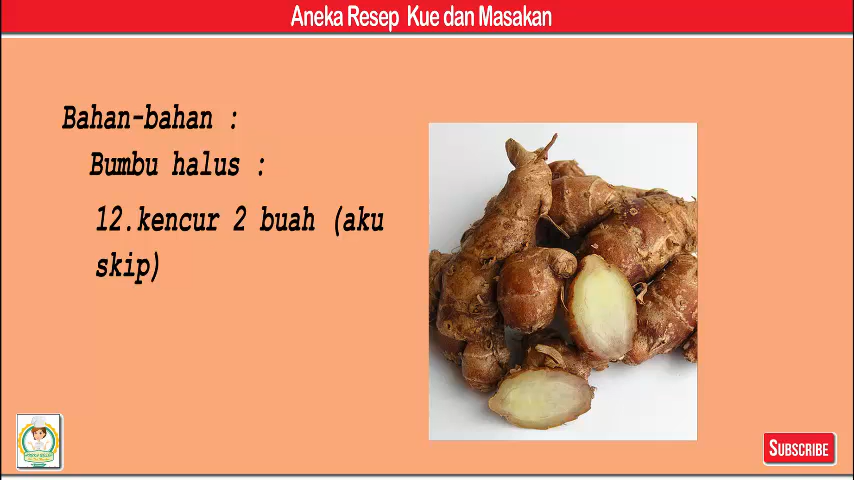 Aneka Resep Kue dan Masakan
Bahan-bahan :
Bumbu halus :
12.kencur 2 buah (aku
skip)
SUBSCRIBE